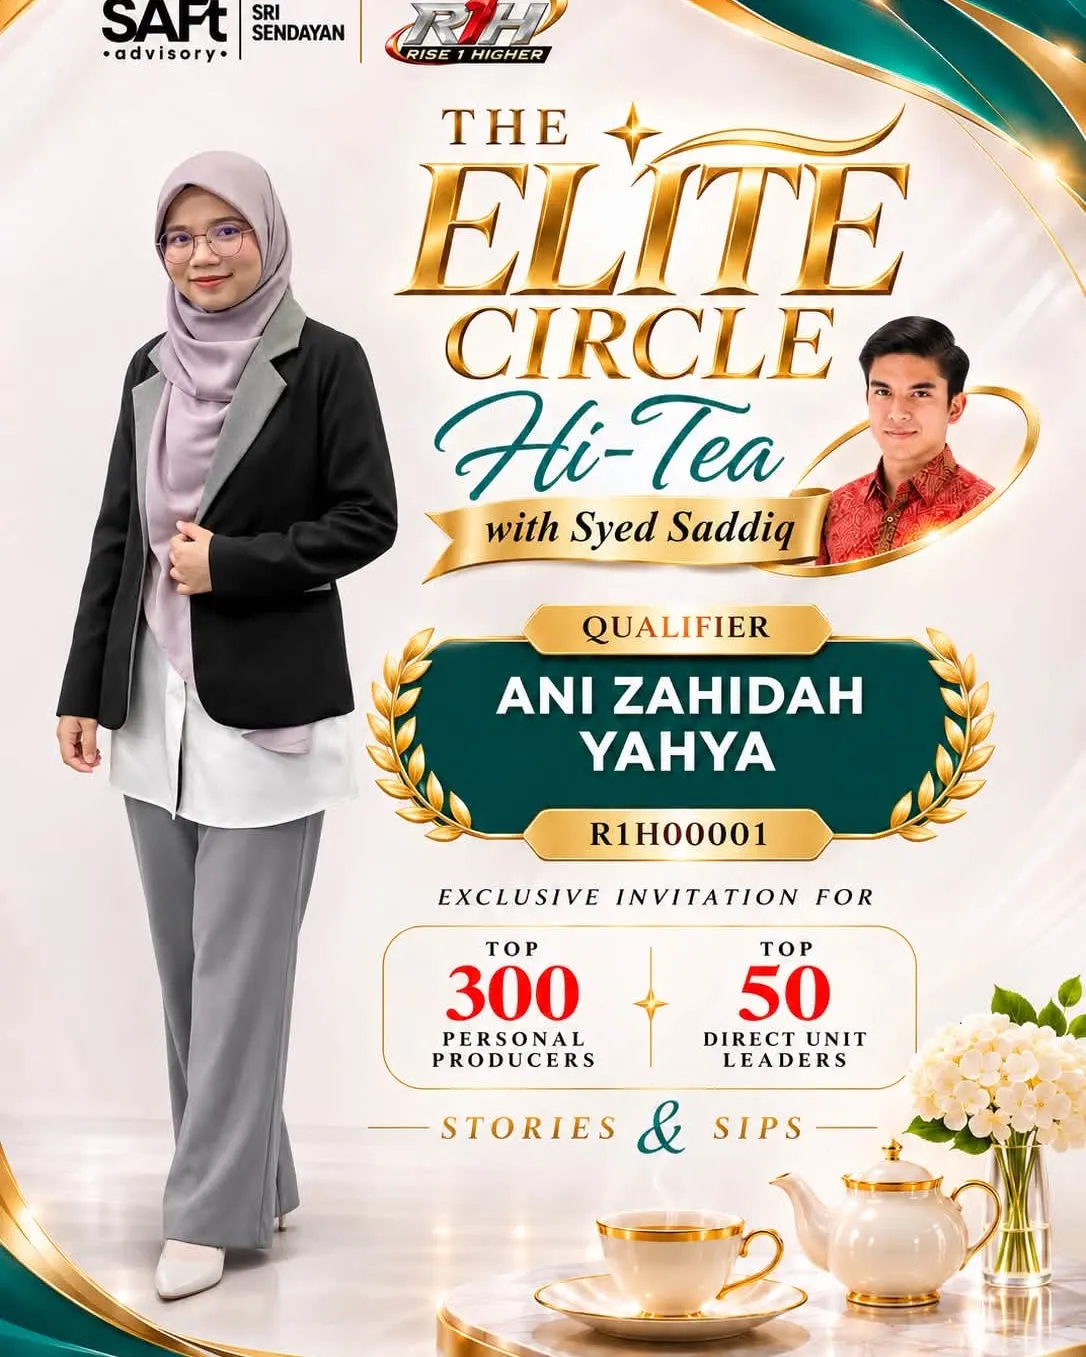 SAFt
•advisory•
SRI
SENDAYAN
R1H
RISE 1 HIGHER
THE
ELITE
CIRCLE
Hi-Tea
with Syed Saddiq
QUALIFIER
ANI ZAHIDAH
YAHYA
R1H00001
EXCLUSIVE INVITATION FOR
TOP
300
PERSONAL
PRODUCERS
TOP
50
DIRECT UNIT
LEADERS
STORIES & SIPS